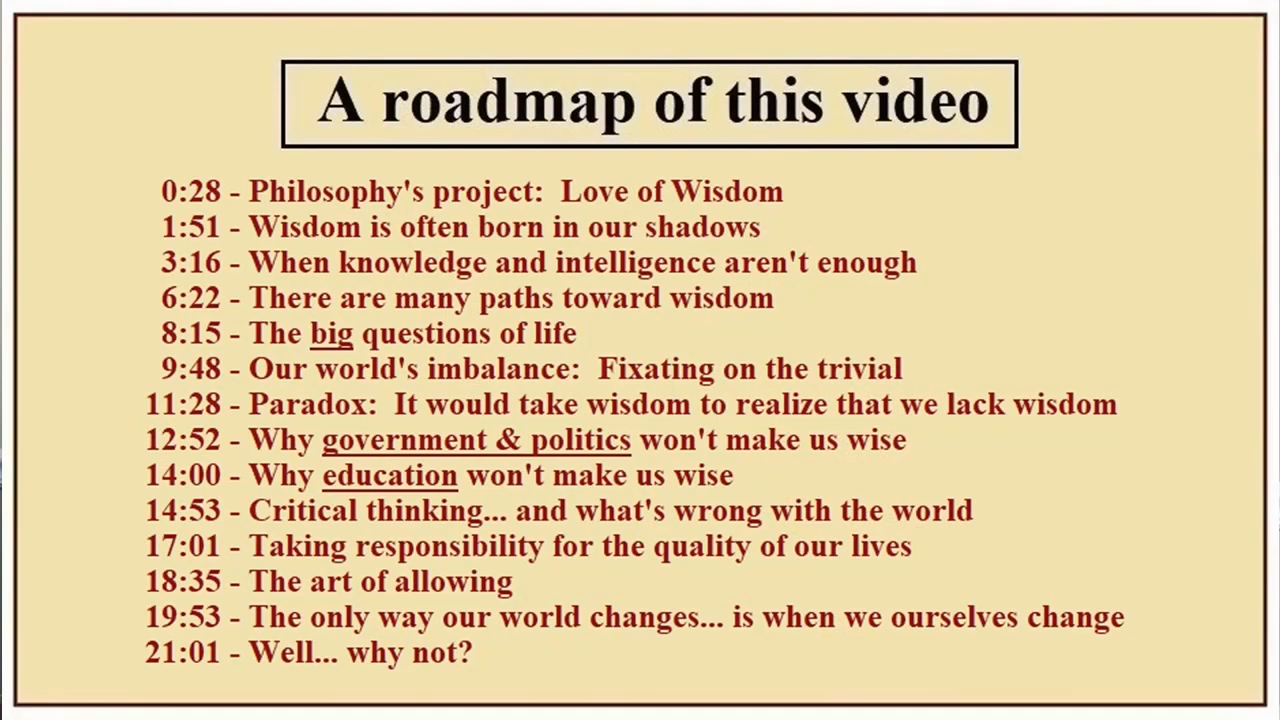 A roadmap of this video
0:28 - Philosophy's project:  Love of Wisdom
1:51 - Wisdom is often born in our shadows
3:16 - When knowledge and intelligence aren't enough
6:22 - There are many paths toward wisdom
8:15 - The big questions of life
9:48 - Our world's imbalance:  Fixating on the trivial
11:28 - Paradox:  It would take wisdom to realize that we lack wisdom
12:52 - Why government & politics won't make us wise
14:00 - Why education won't make us wise
14:53 - Critical thinking... and what's wrong with the world
17:01 - Taking responsibility for the quality of our lives
18:35 - The art of allowing
19:53 - The only way our world changes... is when we ourselves change
21:01 - Well... why not?